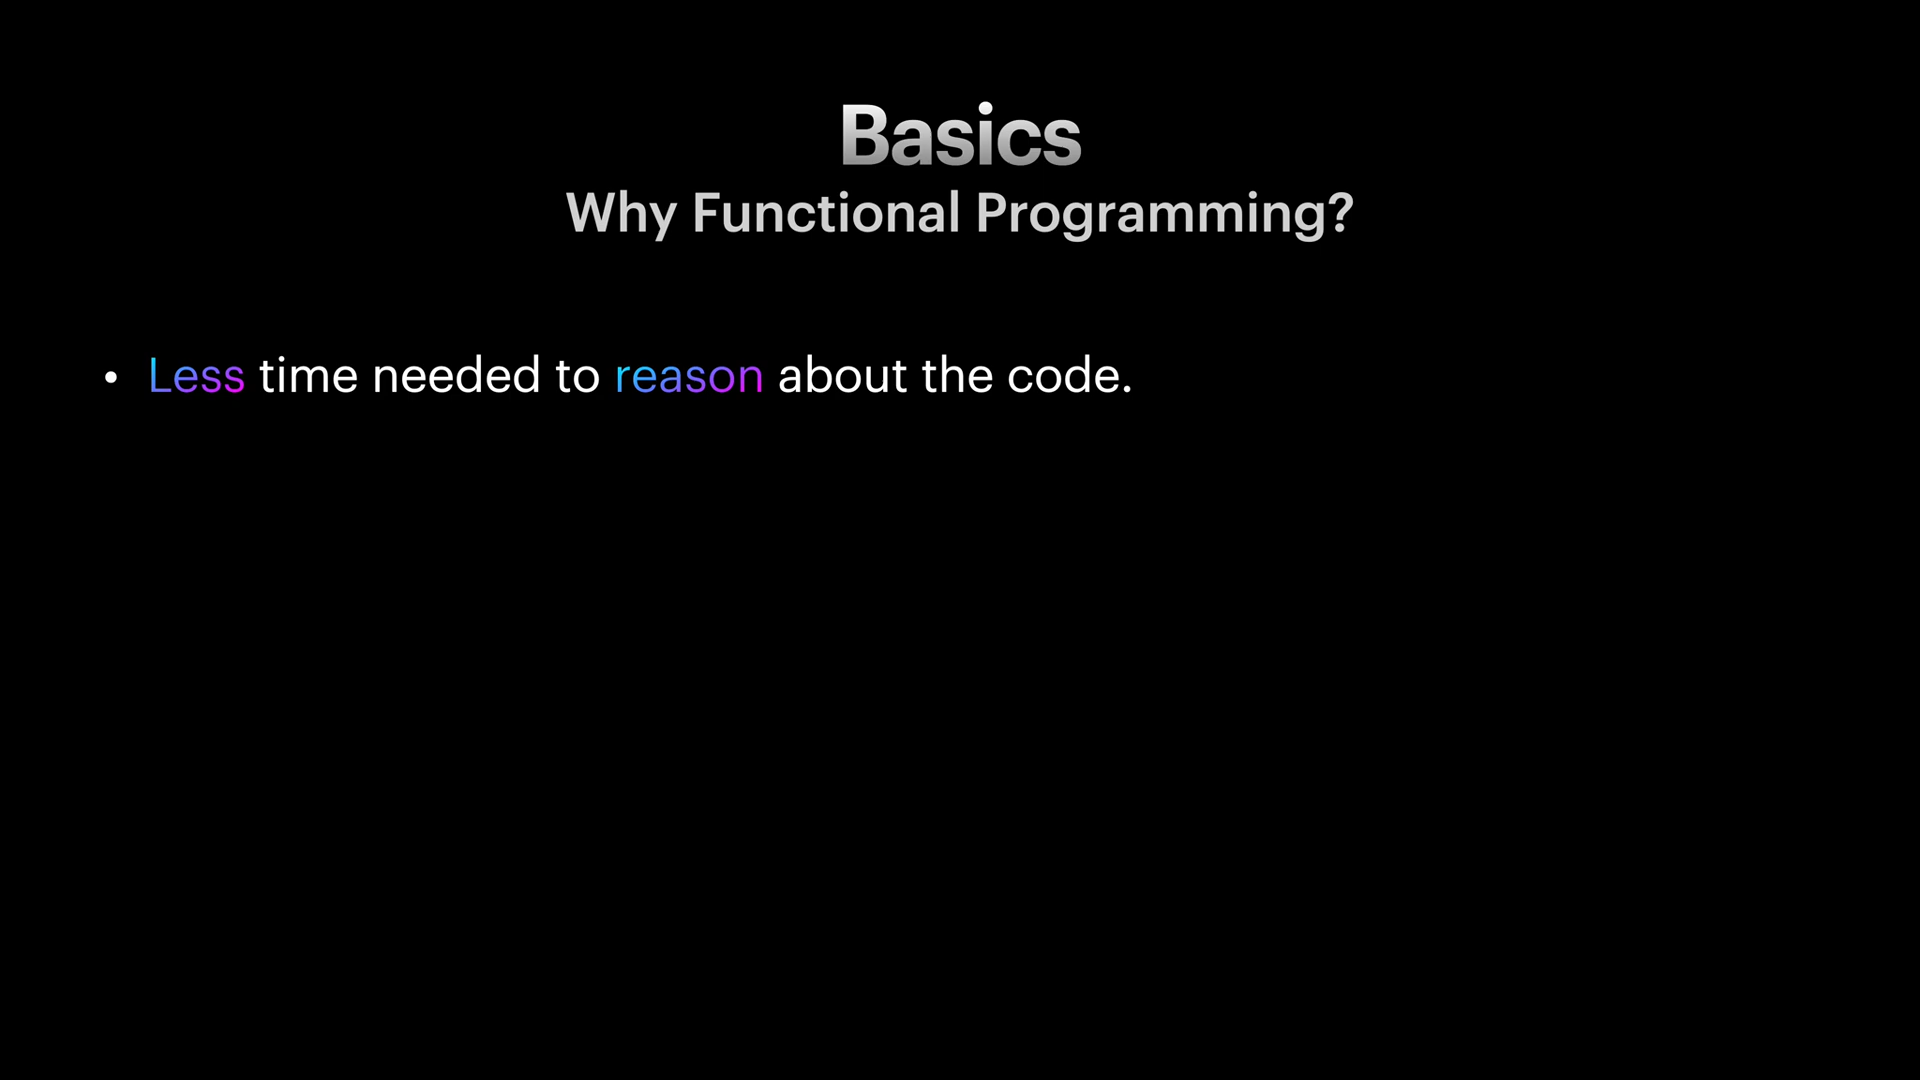 Basics
Why Functional Programming?
• Less time needed to reason about the code.